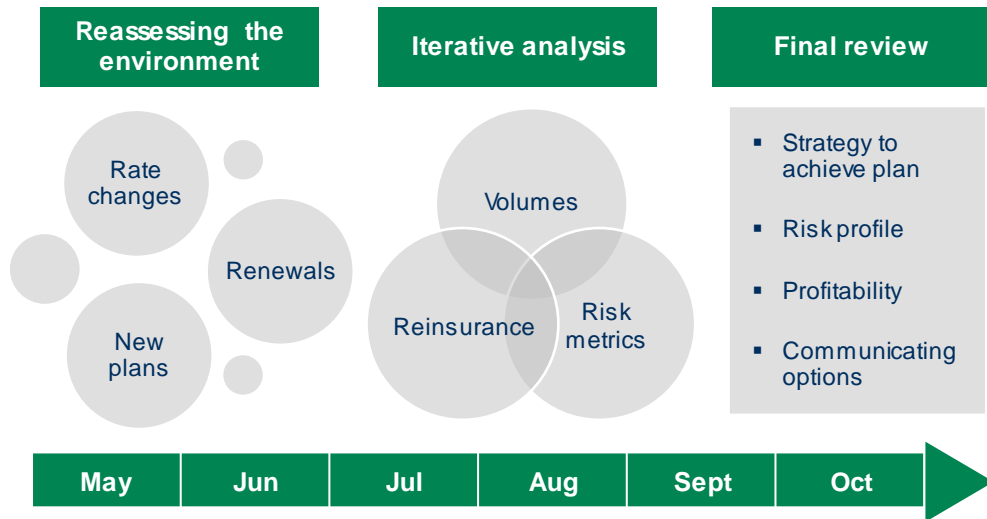 Reassessing the
environment
Iterative analysis
Final review
Rate
changes
Renewals
New
plans
Volumes
Reinsurance
Risk
metrics
▪ Strategy to
achieve plan
▪ Risk profile
▪ Profitability
▪ Communicating
options
May
Jun
Jul
Aug
Sept
Oct